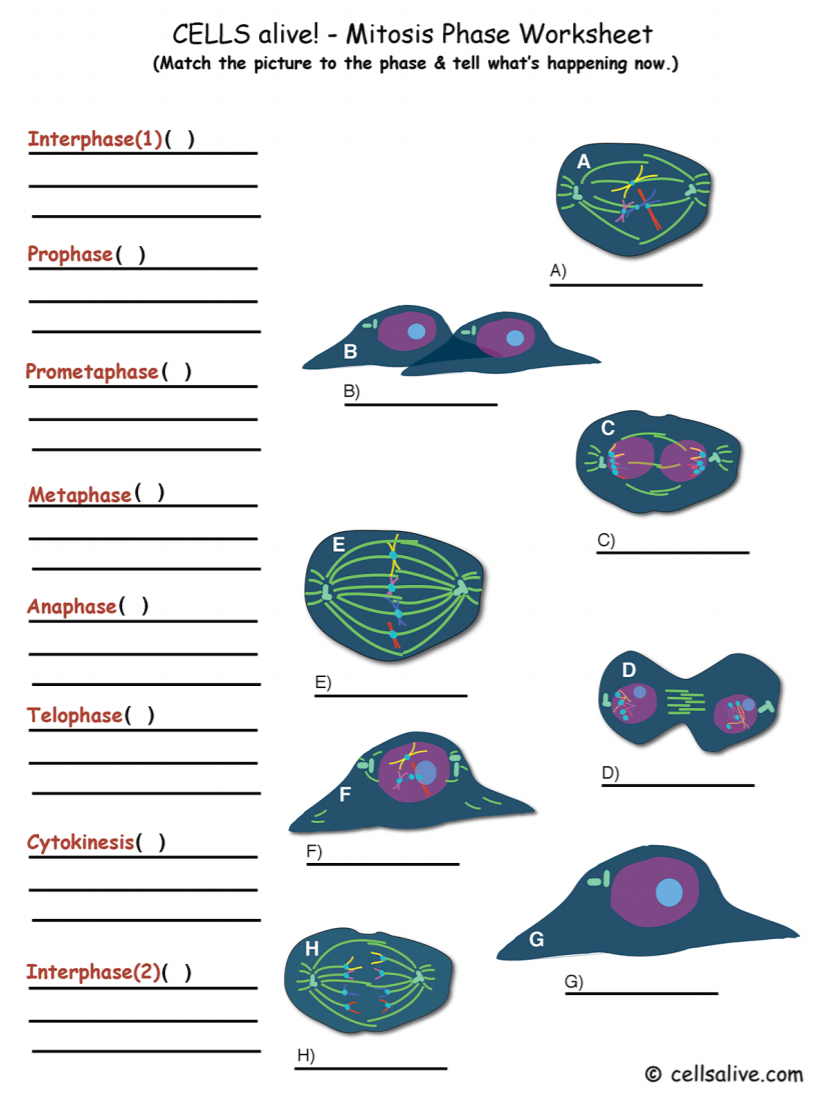 CELLS alive! - Mitosis Phase Worksheet
(Match the picture to the phase & tell what's happening now.)
Interphase(1)( )
A
A)
Prophase( )
B
B)
Prometaphase( )
C
C)
Metaphase( )
E
E)
Anaphase( )
D
D)
Telophase( )
F
F)
Cytokinesis( )
G
G)
Interphase(2)( )
H
H)
© cellsalive.com